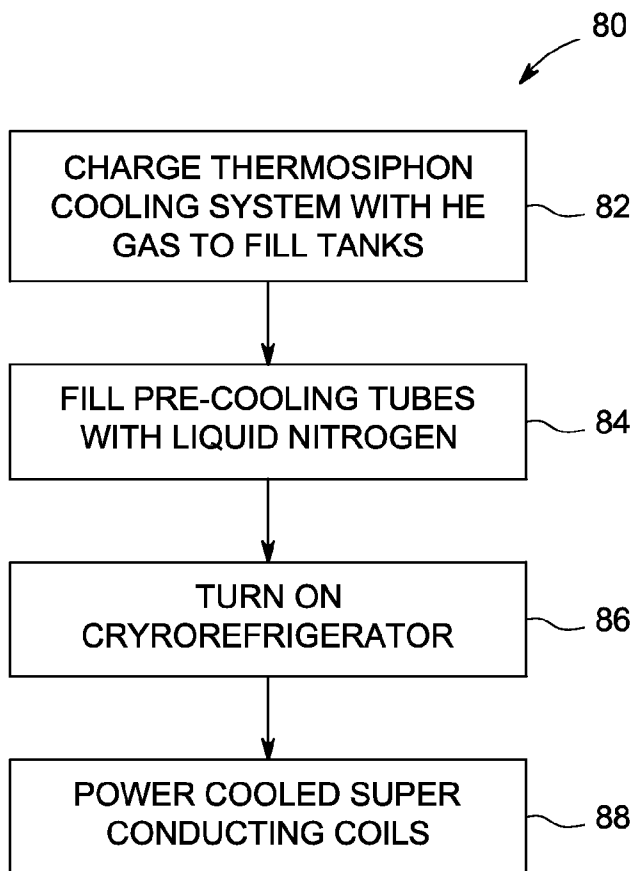 80
CHARGE THERMOSIPHON
COOLING SYSTEM WITH HE
GAS TO FILL TANKS
82
FILL PRE-COOLING TUBES
WITH LIQUID NITROGEN
84
TURN ON
CRYROREFRIGERATOR
86
POWER COOLED SUPER
CONDUCTING COILS
88